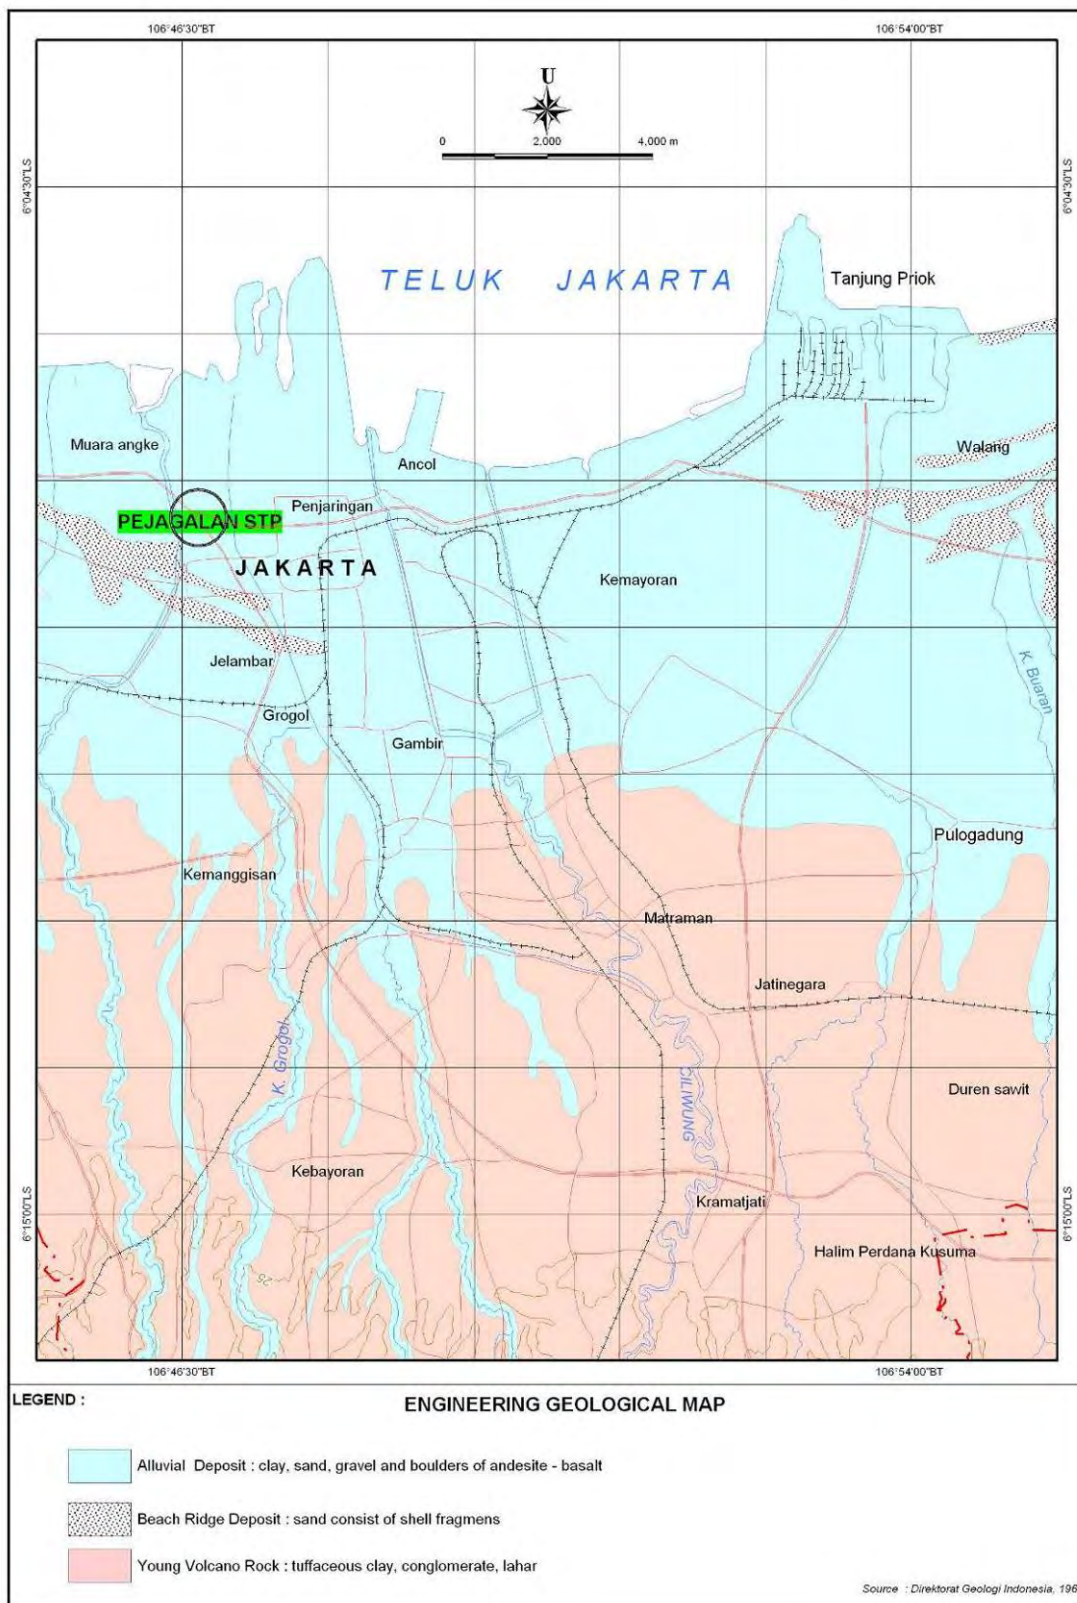 106°46'30"BT
106°54'00"BT
U
0
2,000
4,000 m
6°04'30"LS
6°04'30"LS
TELUK JAKARTA
Tanjung Priok
Muara angke
Ancol
Walang
Penjaringan
PEJAGALAN STP
JAKARTA
Kemayoran
Jelambar
K. Buaran
Grogol
Gambir
Pulogadung
Kemanggisan
Matraman
Jatinegara
K. Grogol
CILIWUNG
Duren sawit
Kebayoran
Kramatjati
6°15'00"LS
6°15'00"LS
Halim Perdana Kusuma
25
106°46'30"BT
106°54'00"BT
LEGEND :
ENGINEERING GEOLOGICAL MAP
Alluvial Deposit : clay, sand, gravel and boulders of andesite - basalt
Beach Ridge Deposit : sand consist of shell fragmens
Young Volcano Rock : tuffaceous clay, conglomerate, lahar
Source : Direktorat Geologi Indonesia, 196